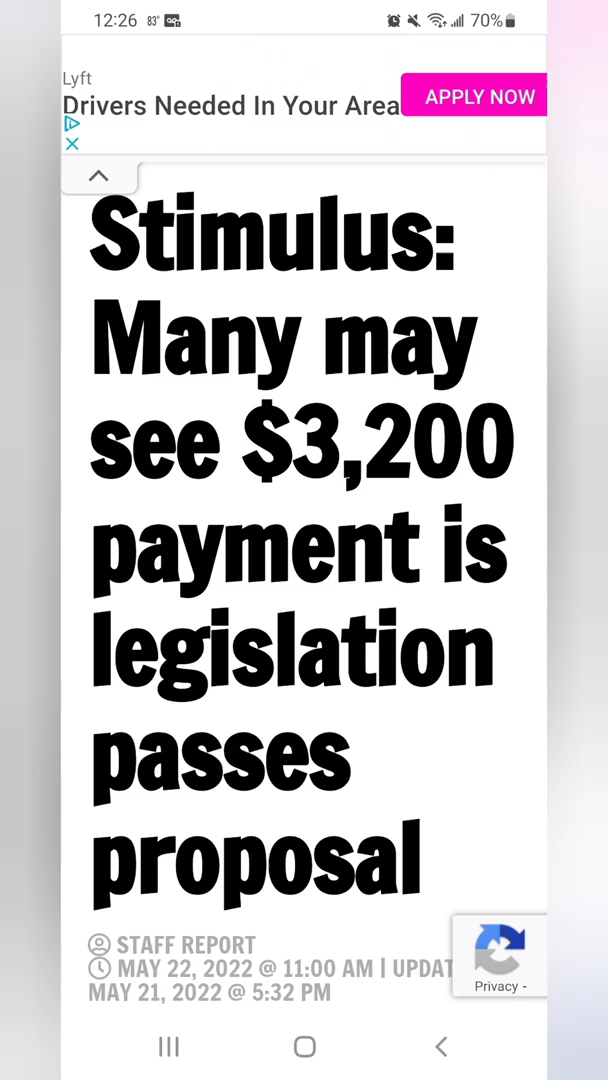 12:26 83° 70%
Lyft
Drivers Needed In Your Area
APPLY NOW
Stimulus:
Many may
see $3,200
payment is
legislation
passes
proposal
STAFF REPORT
MAY 22, 2022 @ 11:00 AM | UPDAT
MAY 21, 2022 @ 5:32 PM
Privacy -